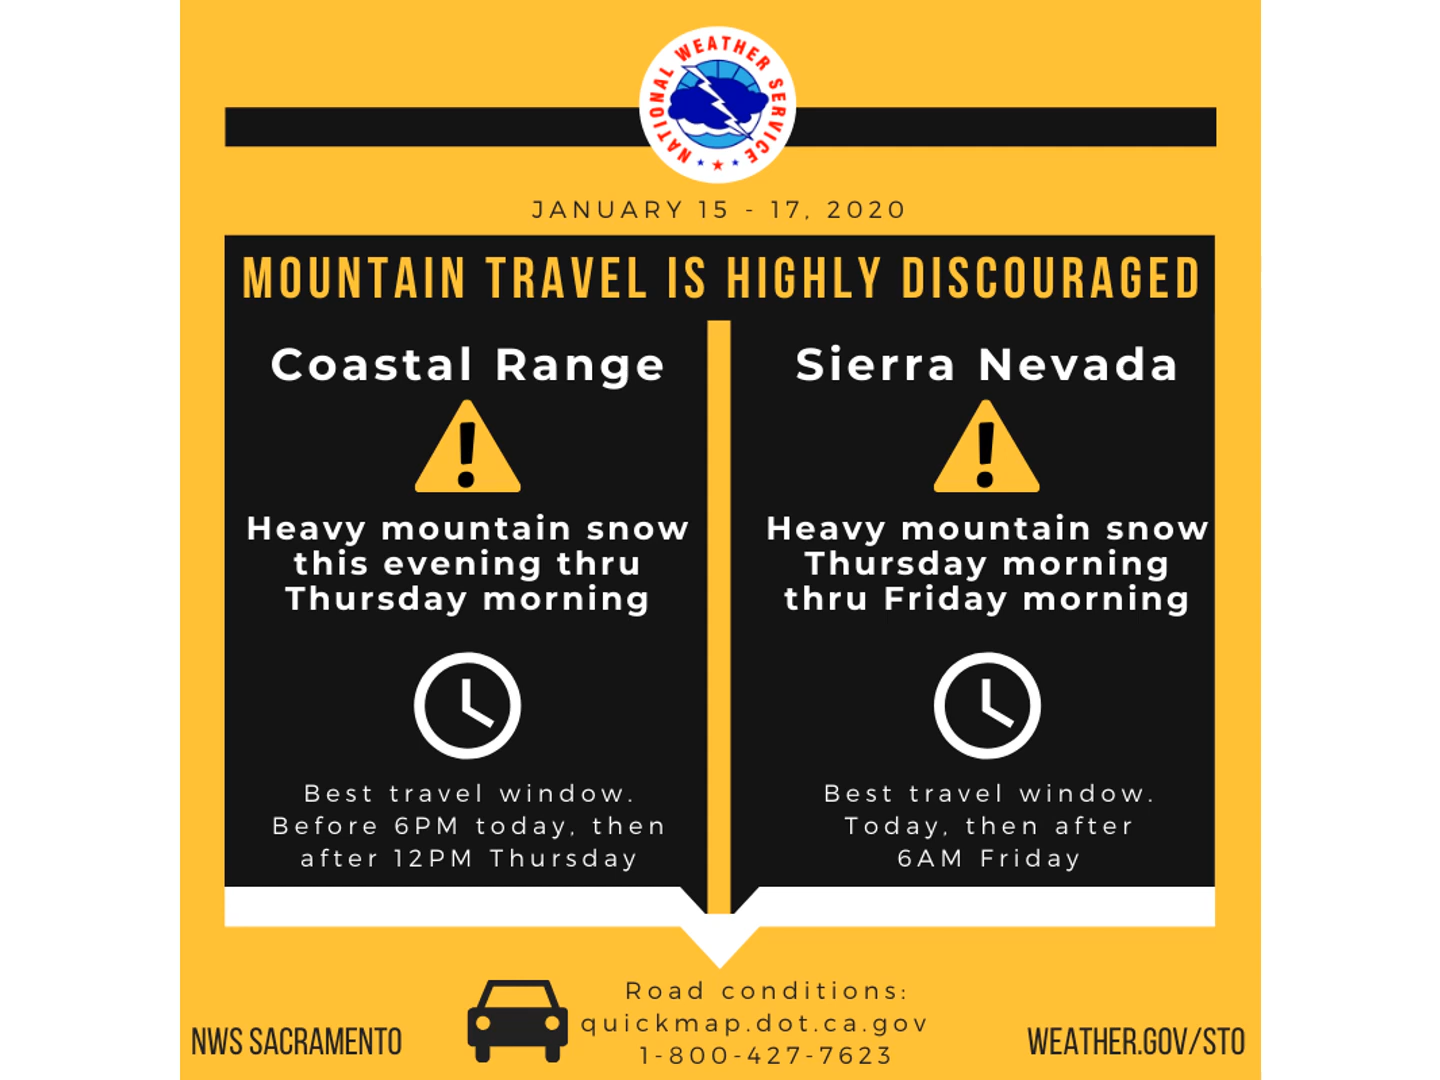 NATIONAL WEATHER SERVICE
JANUARY 15 - 17, 2020
MOUNTAIN TRAVEL IS HIGHLY DISCOURAGED
Coastal Range
!
Heavy mountain snow
this evening thru
Thursday morning
Best travel window.
Before 6PM today, then
after 12PM Thursday
Sierra Nevada
!
Heavy mountain snow
Thursday morning
thru Friday morning
Best travel window.
Today, then after
6AM Friday
NWS SACRAMENTO
Road conditions:
quickmap.dot.ca.gov
1-800-427-7623
WEATHER.GOV/STO